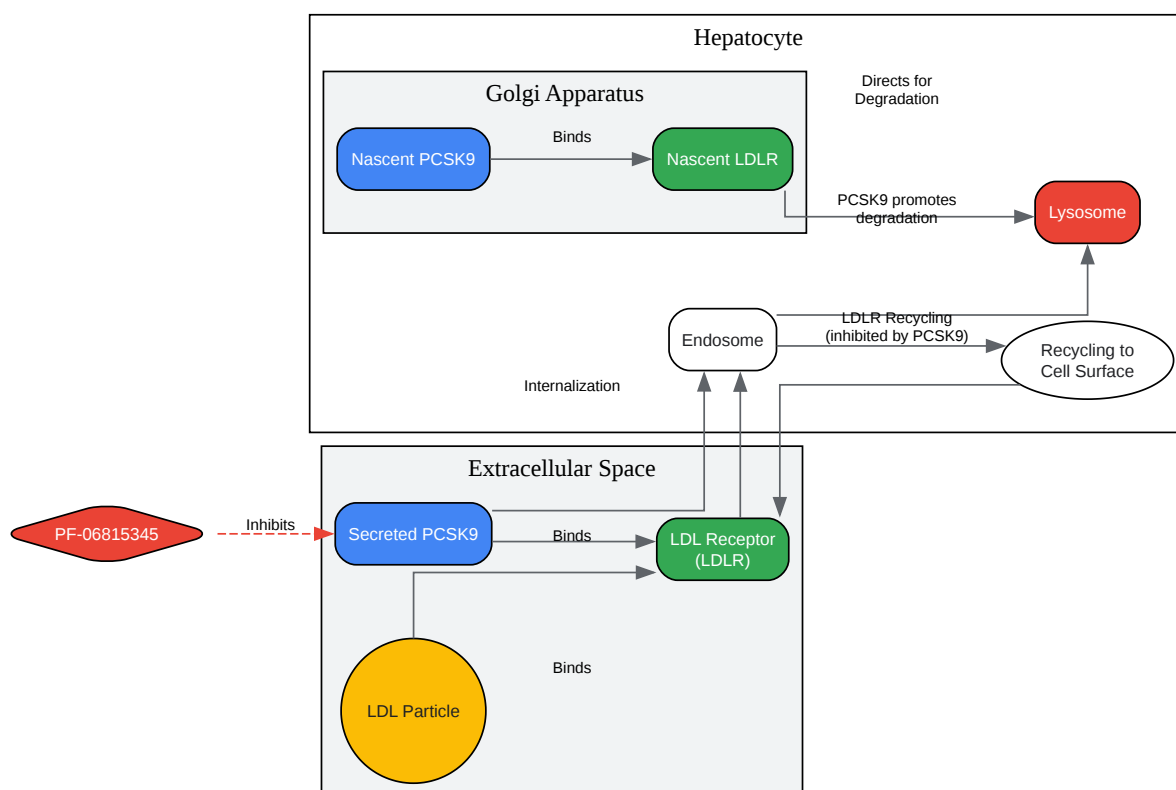 Hepatocyte
Golgi Apparatus
Directs for
Degradation
Nascent PCSK9
Binds
Nascent LDLR
PCSK9 promotes
degradation
Lysosome
Endosome
LDLR Recycling
(inhibited by PCSK9)
Recycling to
Cell Surface
Internalization
Extracellular Space
PF-06815345
Inhibits
Secreted PCSK9
Binds
LDL Receptor
(LDLR)
Binds
LDL Particle